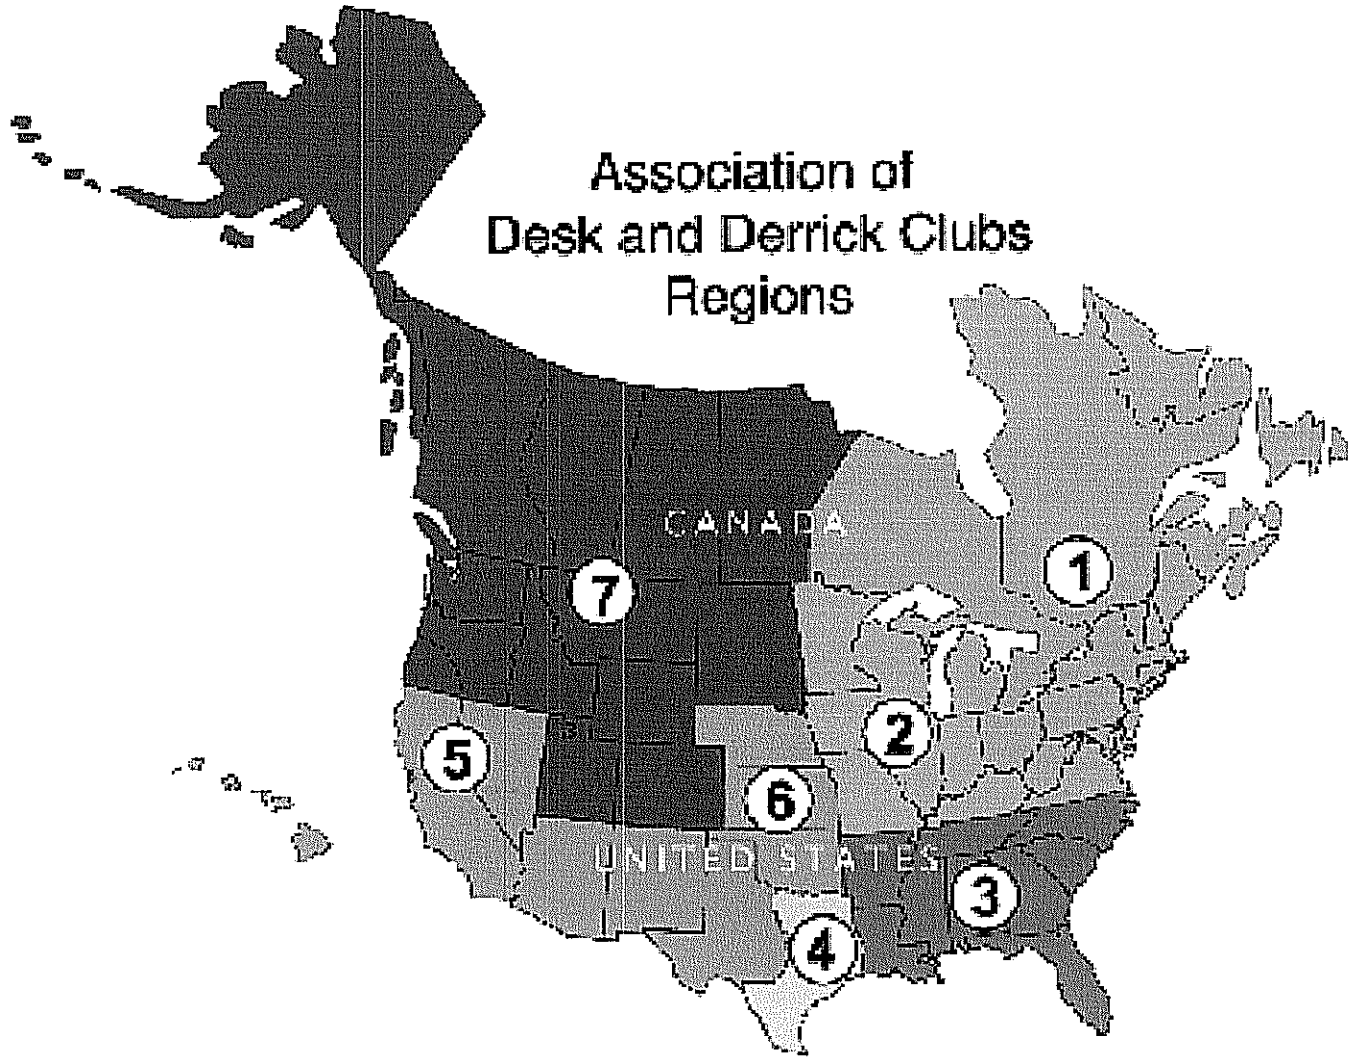 Association of
Desk and Derrick Clubs
Regions
CANADA
1
7
2
5
6
UNITED STATES
3
4